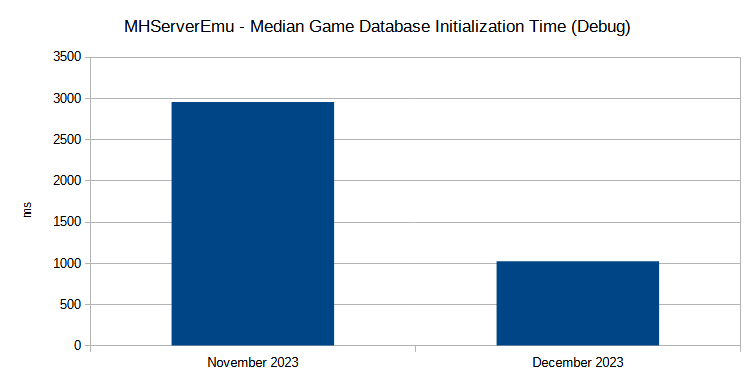 MHServerEmu - Median Game Database Initialization Time (Debug)
3500
3000
2500
2000
1500
1000
500
0
ms
November 2023
December 2023